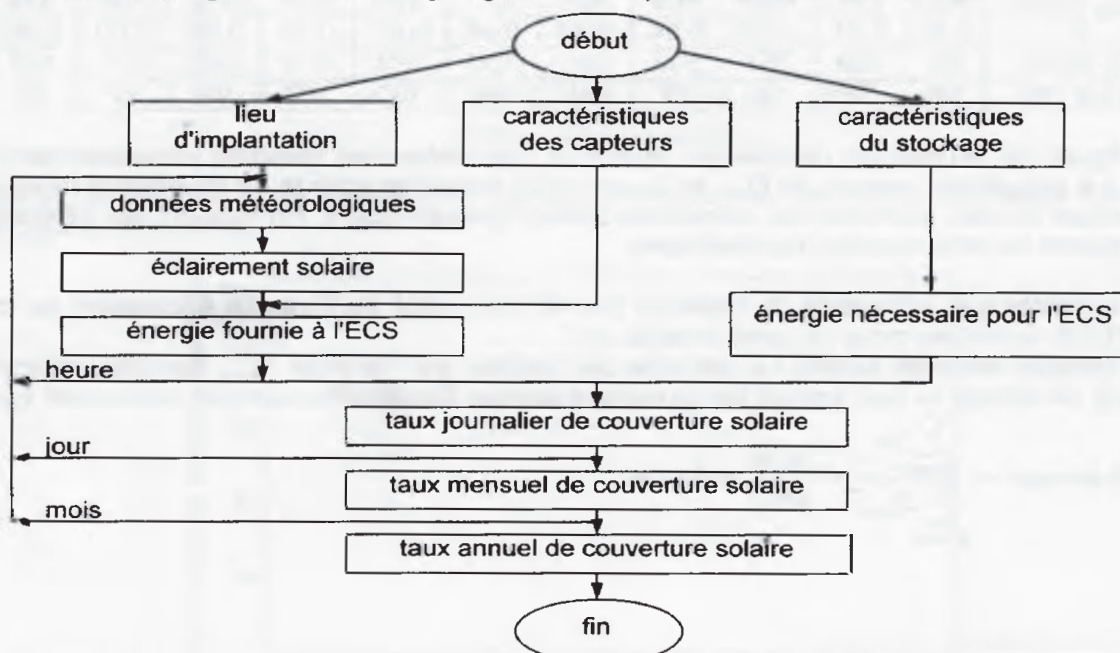 début
lieu
d'implantation
caractéristiques
des capteurs
caractéristiques
du stockage
données météorologiques
éclairement solaire
énergie fournie à l'ECS
énergie nécessaire pour l'ECS
heure
taux journalier de couverture solaire
jour
taux mensuel de couverture solaire
mois
taux annuel de couverture solaire
fin